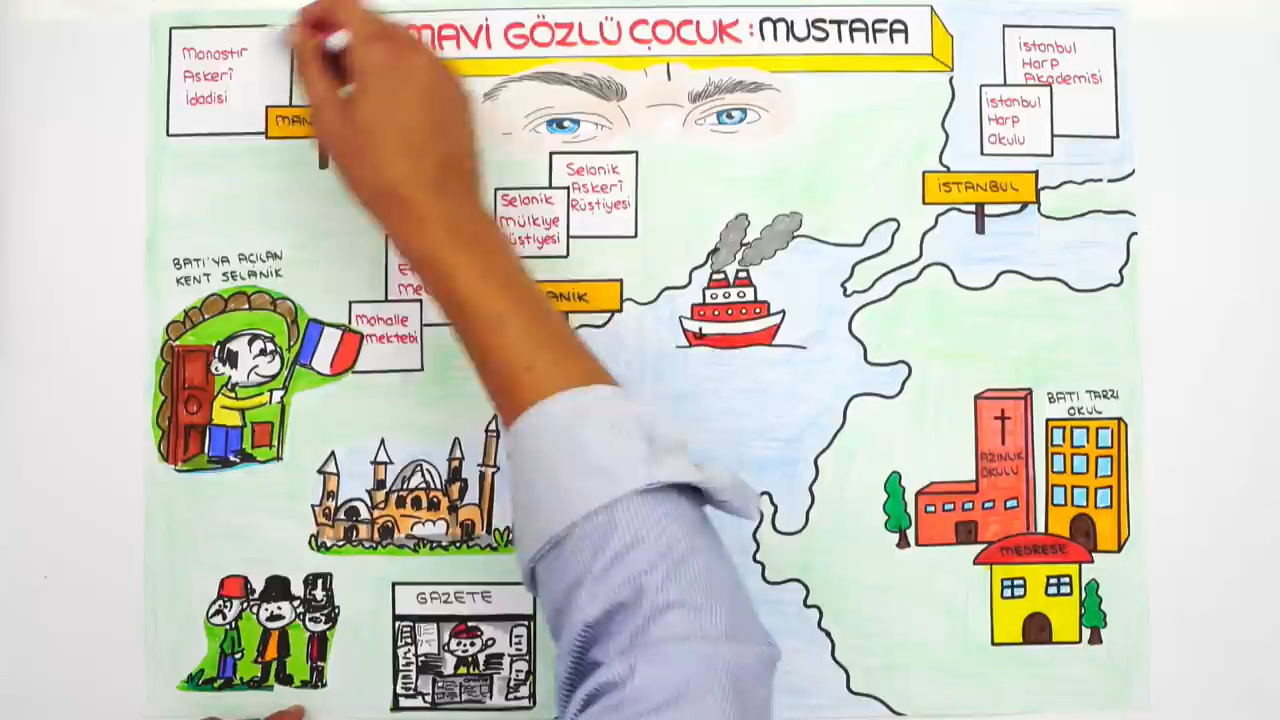 MAVİ GÖZLÜ ÇOCUK : MUSTAFA
Manastır
Askerî
İdadisi
İstanbul
Harp
Akademisi
İstanbul
Harp
Okulu
İSTANBUL
Selanik
Askerî
Rüştiyesi
Selanik
Mülkiye
Mahalle
Mektebi
BATI'YA AÇILAN
KENT SELANİK
BATI TARZI
OKUL
AZINLIK
OKULU
MEDRESE
GAZETE